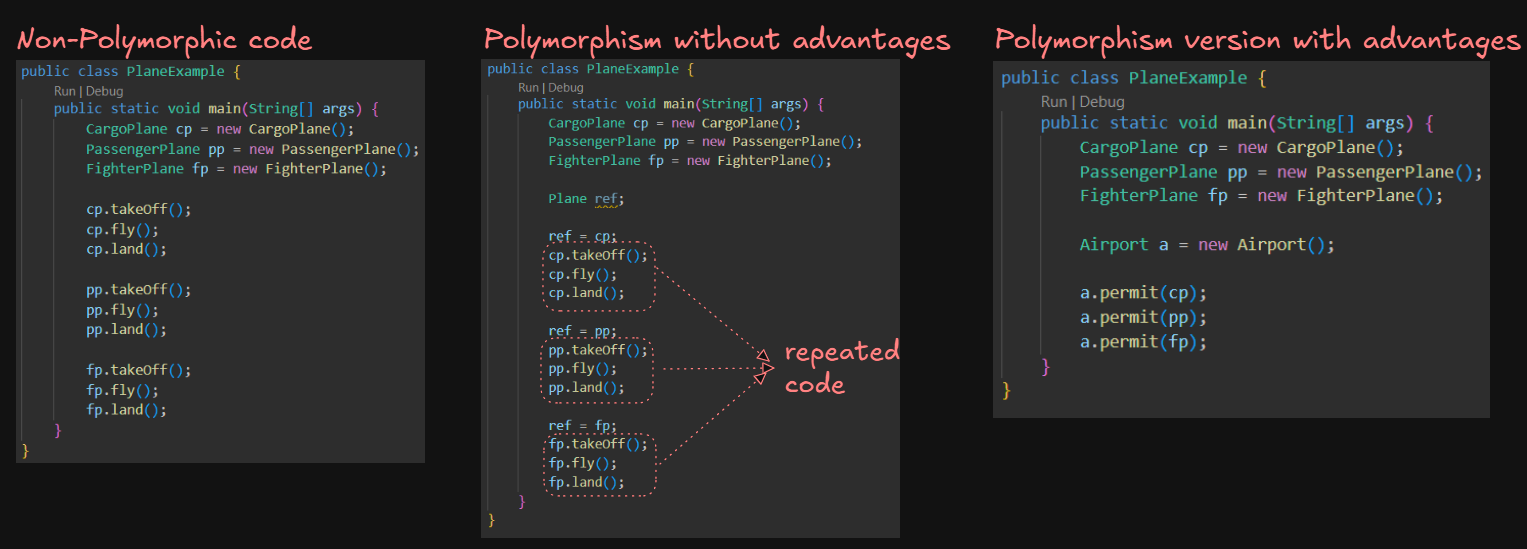 Non-Polymorphic code
public class PlaneExample {
Run | Debug
public static void main(String[] args) {
CargoPlane cp = new CargoPlane();
PassengerPlane pp = new PassengerPlane();
FighterPlane fp = new FighterPlane();
cp.takeOff();
cp.fly();
cp.land();
pp.takeOff();
pp.fly();
pp.land();
fp.takeOff();
fp.fly();
fp.land();
}
}
Polymorphism without advantages
public class PlaneExample {
Run | Debug
public static void main(String[] args) {
CargoPlane cp = new CargoPlane();
PassengerPlane pp = new PassengerPlane();
FighterPlane fp = new FighterPlane();
Plane ref;
ref = cp;
cp.takeOff();
cp.fly();
cp.land();
ref = pp;
pp.takeOff();
pp.fly();
pp.land();
ref = fp;
fp.takeOff();
fp.fly();
fp.land();
}
}
repeated
code
Polymorphism version with advantages
public class PlaneExample {
Run | Debug
public static void main(String[] args) {
CargoPlane cp = new CargoPlane();
PassengerPlane pp = new PassengerPlane();
FighterPlane fp = new FighterPlane();
Airport a = new Airport();
a.permit(cp);
a.permit(pp);
a.permit(fp);
}
}